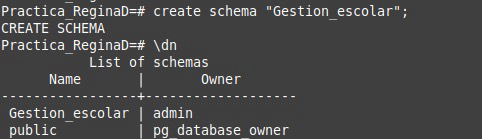 Practica_ReginaD=# create schema "Gestion_escolar";
CREATE SCHEMA
Practica_ReginaD=# \dn
           List of schemas
      Name       |       Owner
-----------------+-------------------
 Gestion_escolar | admin
 public          | pg_database_owner